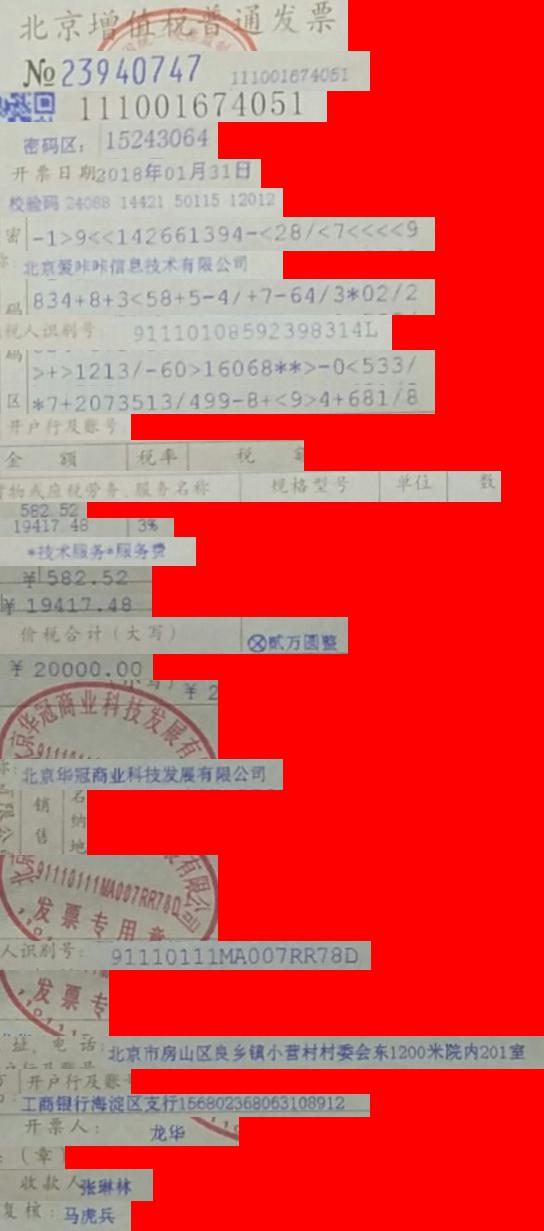 北京增值税普通发票
№23940747 111001674051
111001674051
密码区: 15243064
开票日期2018年01月31日
校验码 24088 14421 50115 12012
密 -1>9<<142661394-<28/<7<<<<9
北京爱咔咔信息技术有限公司
码 834+8+3<58+5-4/+7-64/3*02/2
税人识别号 91110108592398314L
>+>1213/-60>16068**>-0<533/
区 *7+2073513/499-8+<9>4+681/8
开户行及账号
金 额 税率 税
货物或应税劳务、服务名称 规格型号 单位 数
582.52
19417.48 3%
*技术服务*服务费
¥582.52
¥19417.48
价税合计(大写) ⊗贰万圆整
¥20000.00
¥2
京华冠商业科技发展有
北京华冠商业科技发展有限公司
销 名
纳
售 地
91110111MA007RR78D
发票专用章
人识别号: 91110111MA007RR78D
发票专
址、电话: 北京市房山区良乡镇小营村村委会东1200米院内201室
开户行及账号
工商银行海淀区支行156802368063108912
开票人: 龙华
(章)
收款人 张琳林
复核: 马虎兵